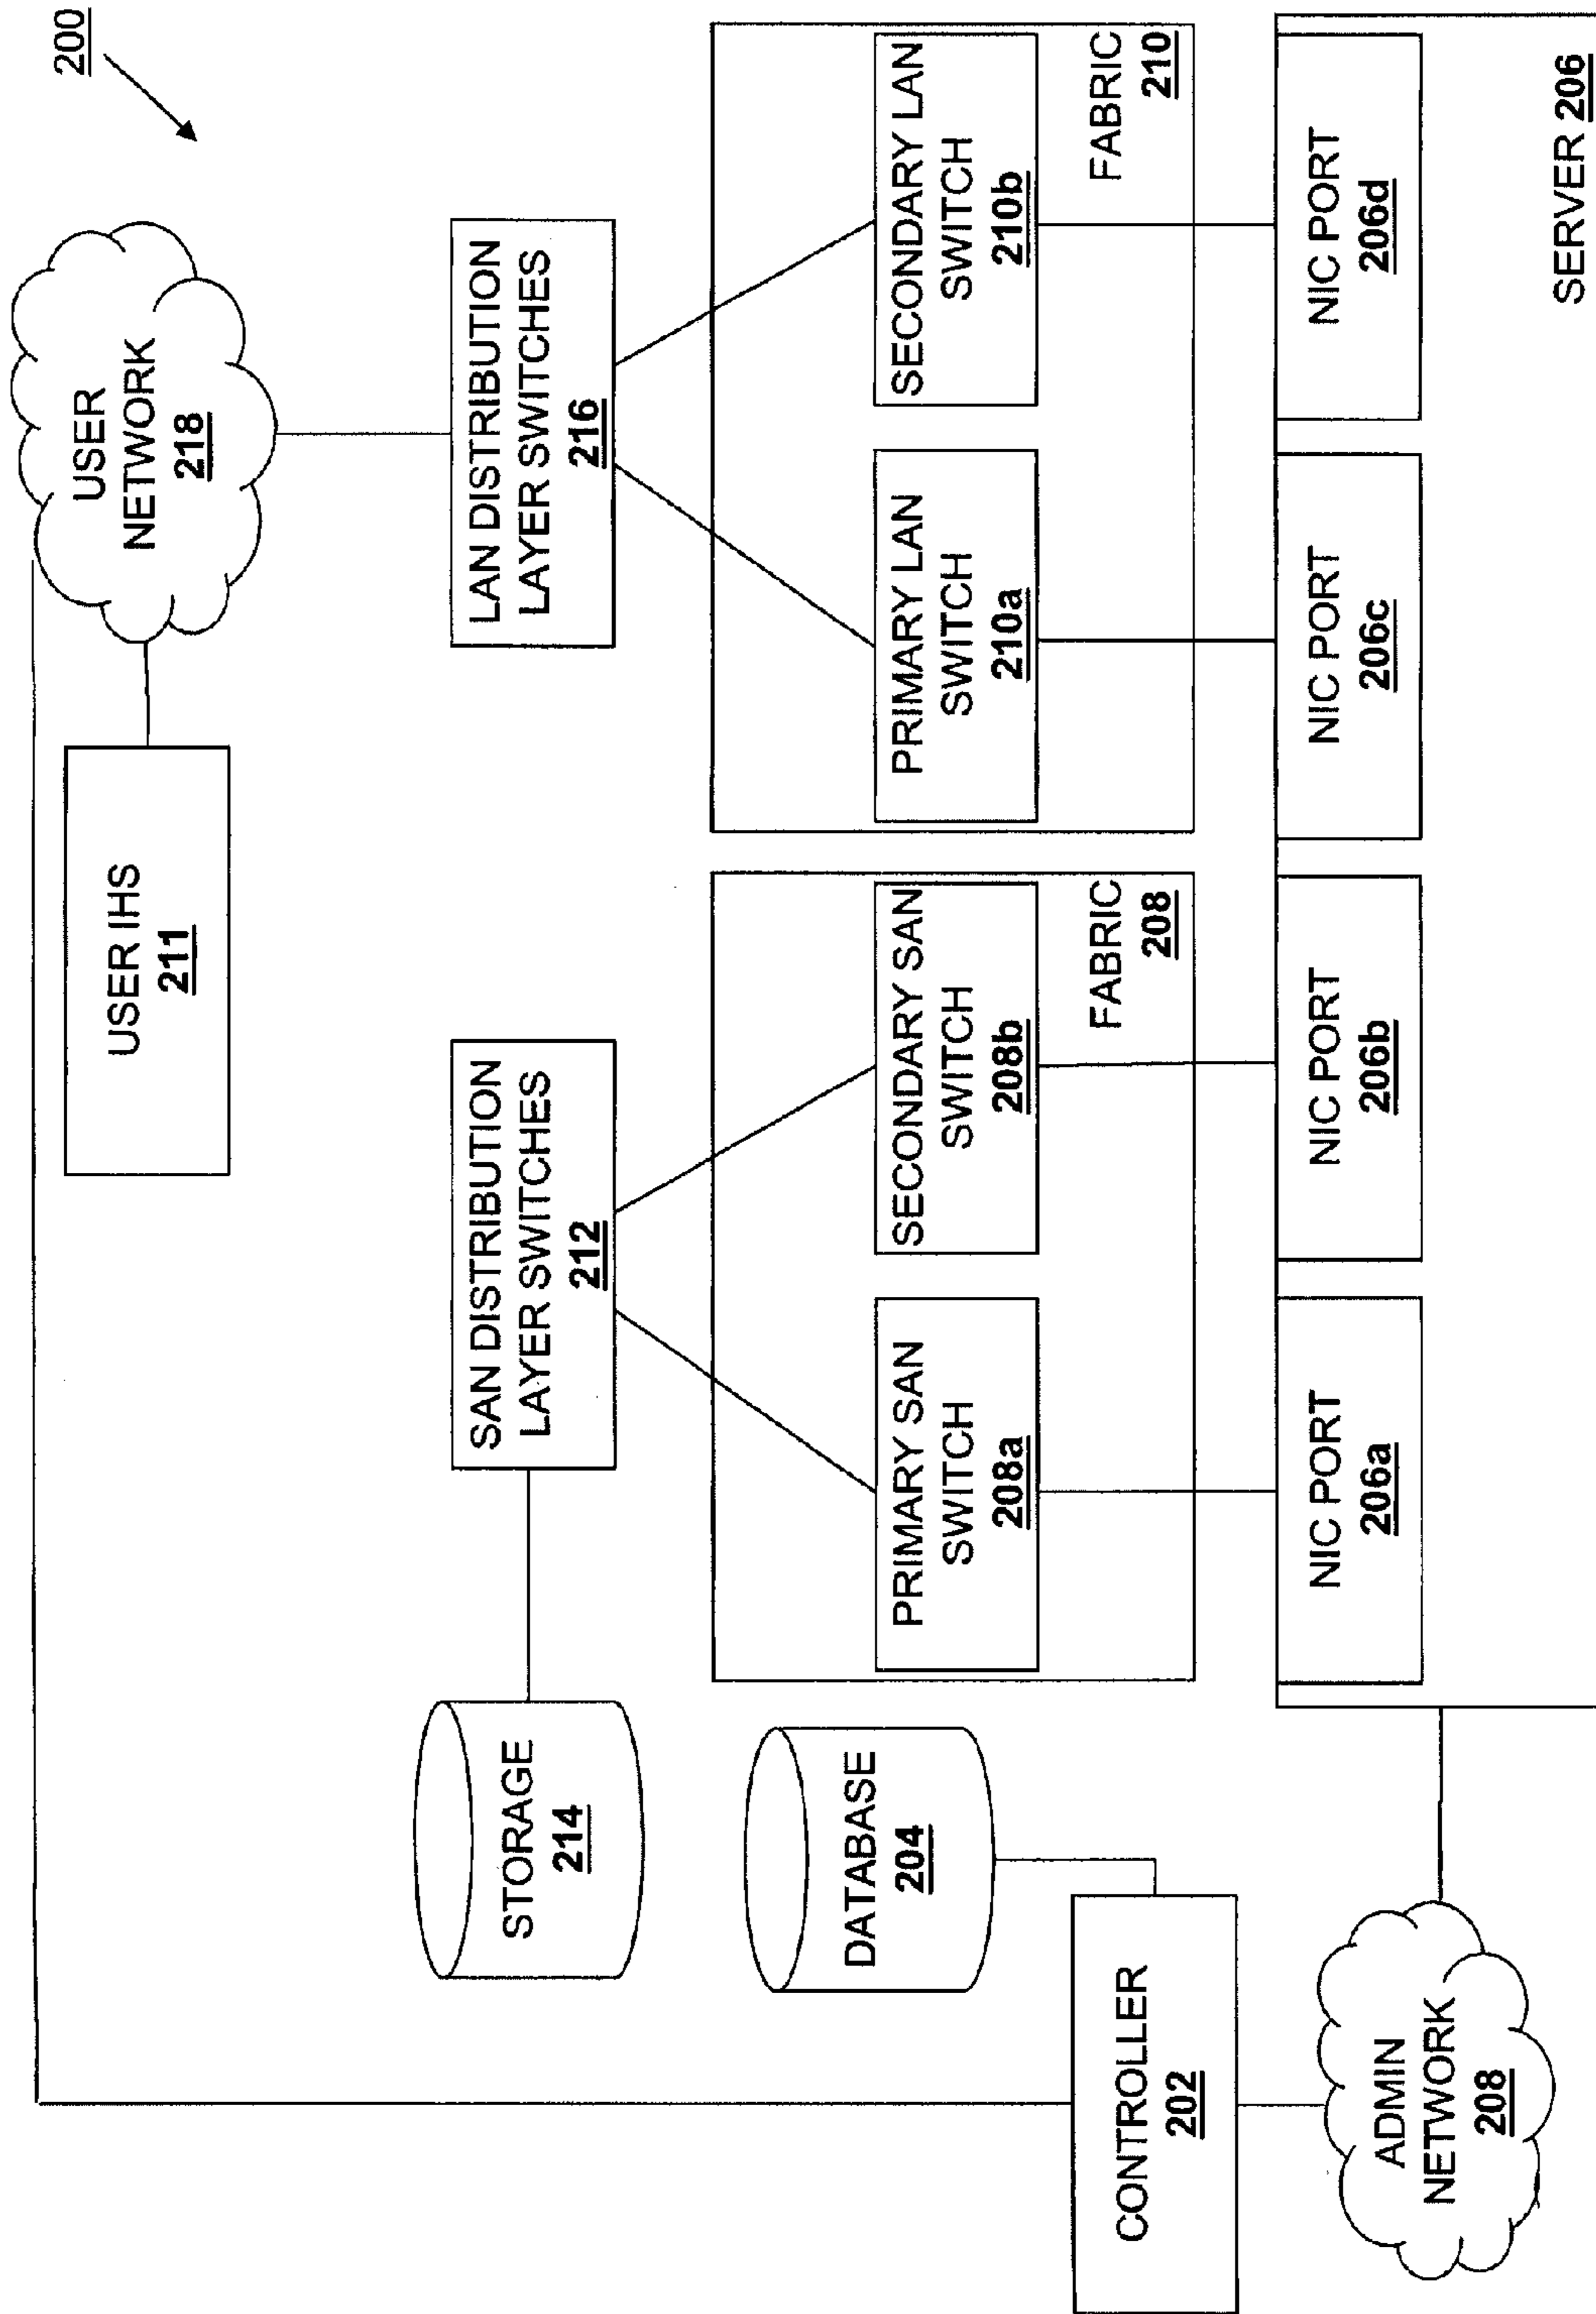 200
USER
NETWORK
218
USER IHS
211
SAN DISTRIBUTION
LAYER SWITCHES
212
LAN DISTRIBUTION
LAYER SWITCHES
216
STORAGE
214
DATABASE
204
PRIMARY SAN
SWITCH
208a
SECONDARY SAN
SWITCH
208b
FABRIC
208
PRIMARY LAN
SWITCH
210a
SECONDARY LAN
SWITCH
210b
FABRIC
210
CONTROLLER
202
ADMIN
NETWORK
208
NIC PORT
206a
NIC PORT
206b
NIC PORT
206c
NIC PORT
206d
SERVER 206